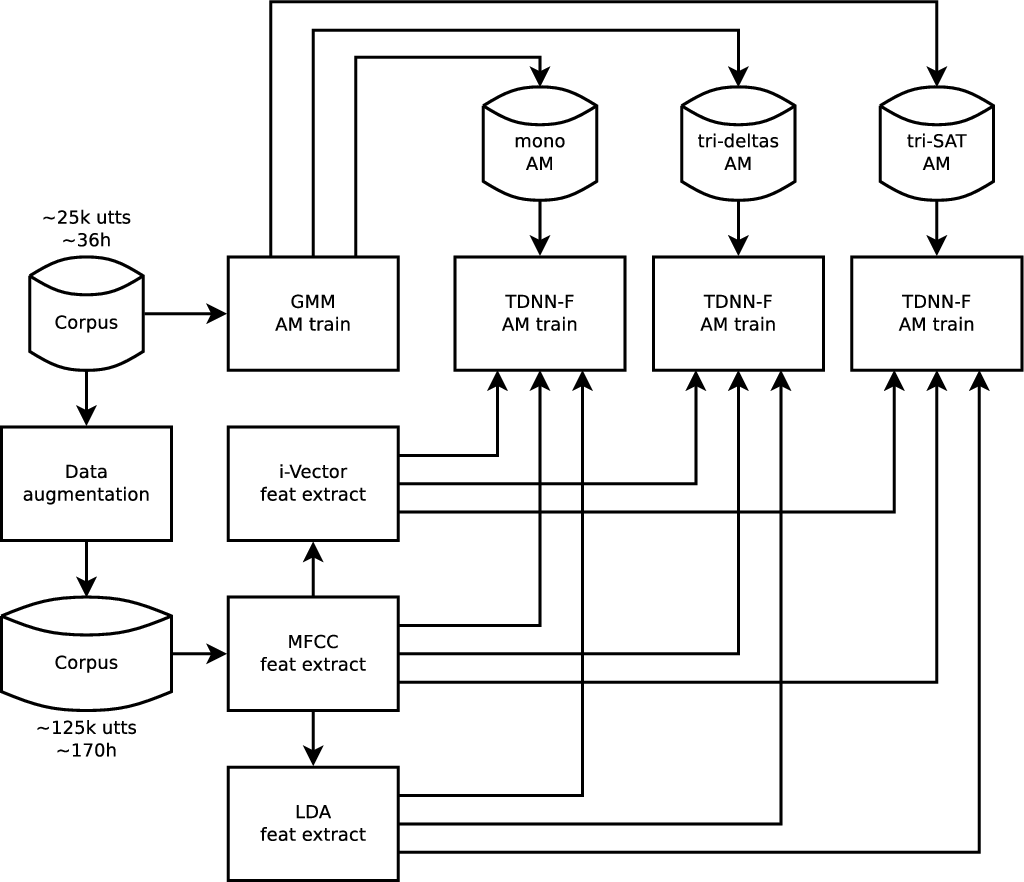 mono
AM
tri-deltas
AM
tri-SAT
AM
~25k utts
~36h
Corpus
GMM
AM train
TDNN-F
AM train
TDNN-F
AM train
TDNN-F
AM train
Data
augmentation
i-Vector
feat extract
Corpus
~125k utts
~170h
MFCC
feat extract
LDA
feat extract